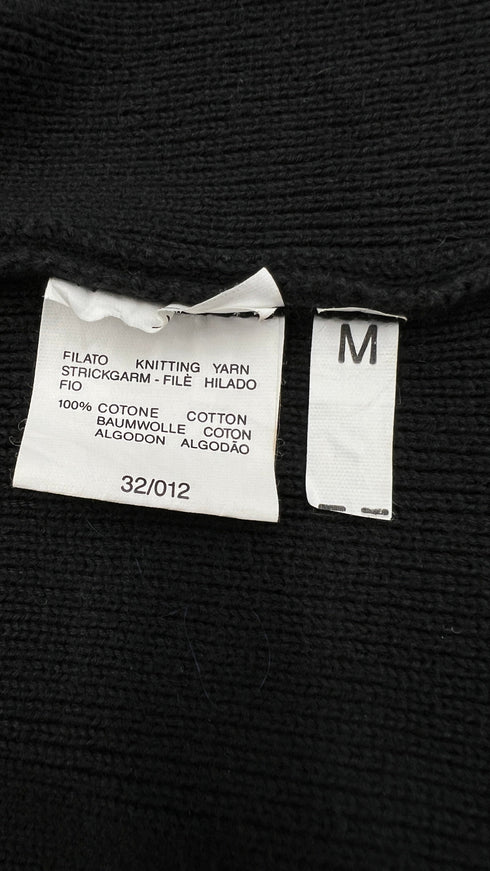 FILATO KNITTING YARN
STRICKGARM - FILÈ HILADO
FIO
100% COTONE COTTON
BAUMWOLLE COTON
ALGODON ALGODÃO
32/012
M